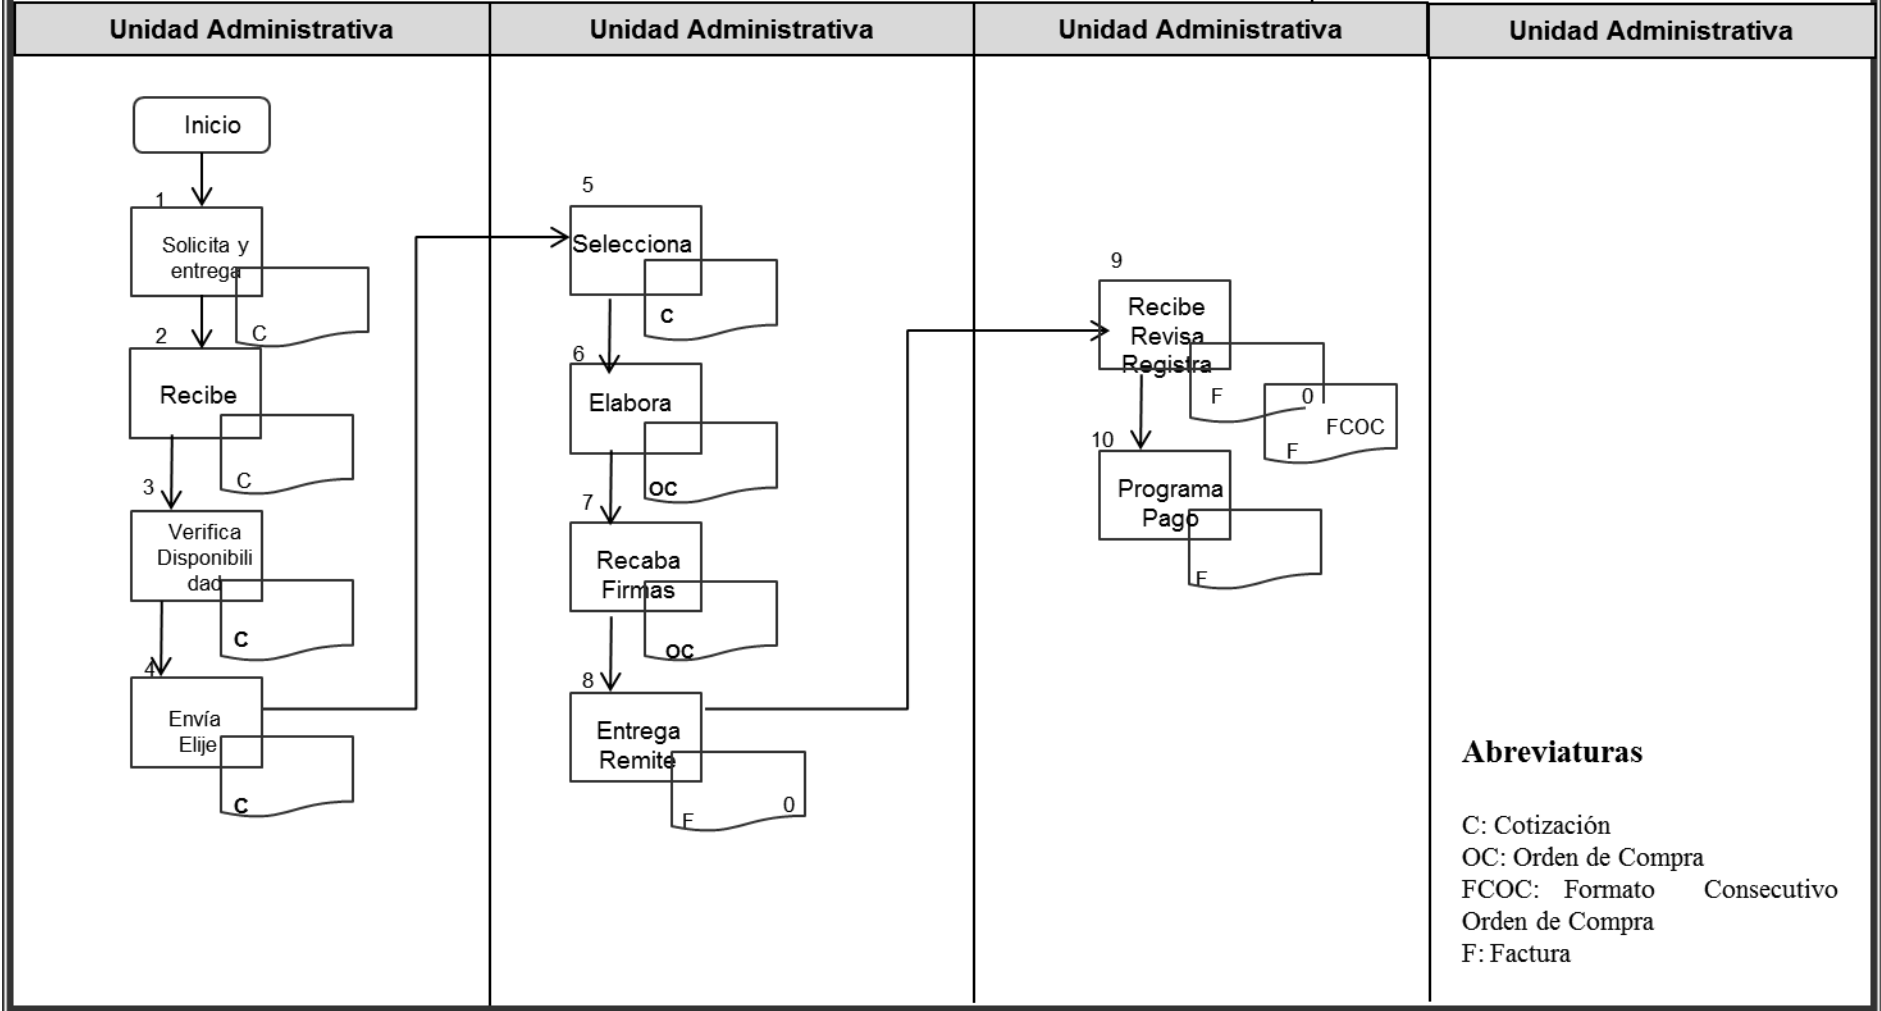 Unidad Administrativa
Unidad Administrativa
Unidad Administrativa
Unidad Administrativa
Inicio
1
Solicita y
entrega
C
2
Recibe
C
3
Verifica
Disponibili
dad
C
4
Envía
Elije
C
5
Selecciona
C
6
Elabora
OC
7
Recaba
Firmas
OC
8
Entrega
Remite
F 0
9
Recibe
Revisa
Registra
F 0
FCOC
F
10
Programa
Pago
F
Abreviaturas
C: Cotización
OC: Orden de Compra
FCOC: Formato Consecutivo
Orden de Compra
F: Factura